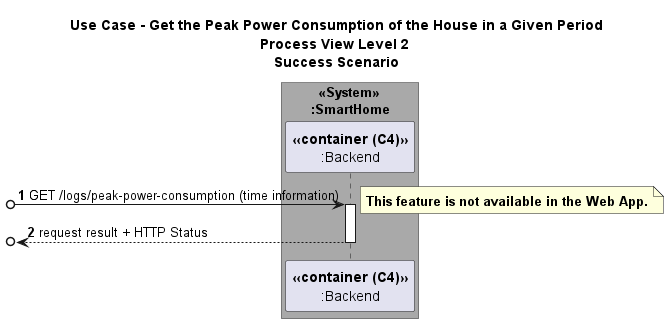 Use Case - Get the Peak Power Consumption of the House in a Given Period
Process View Level 2
Success Scenario
«System»
:SmartHome
«container (C4)»
:Backend
1 GET /logs/peak-power-consumption (time information)
This feature is not available in the Web App.
2 request result + HTTP Status
«container (C4)»
:Backend